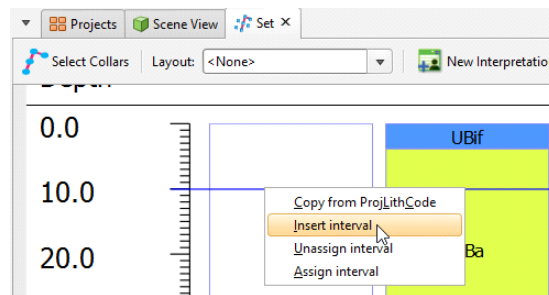 Projects Scene View Set
Select Collars Layout: <None> New Interpretatio
Depth
0.0 UBif
10.0
Copy from ProjLithCode
Insert interval
Unassign interval
20.0 Ba
Assign interval